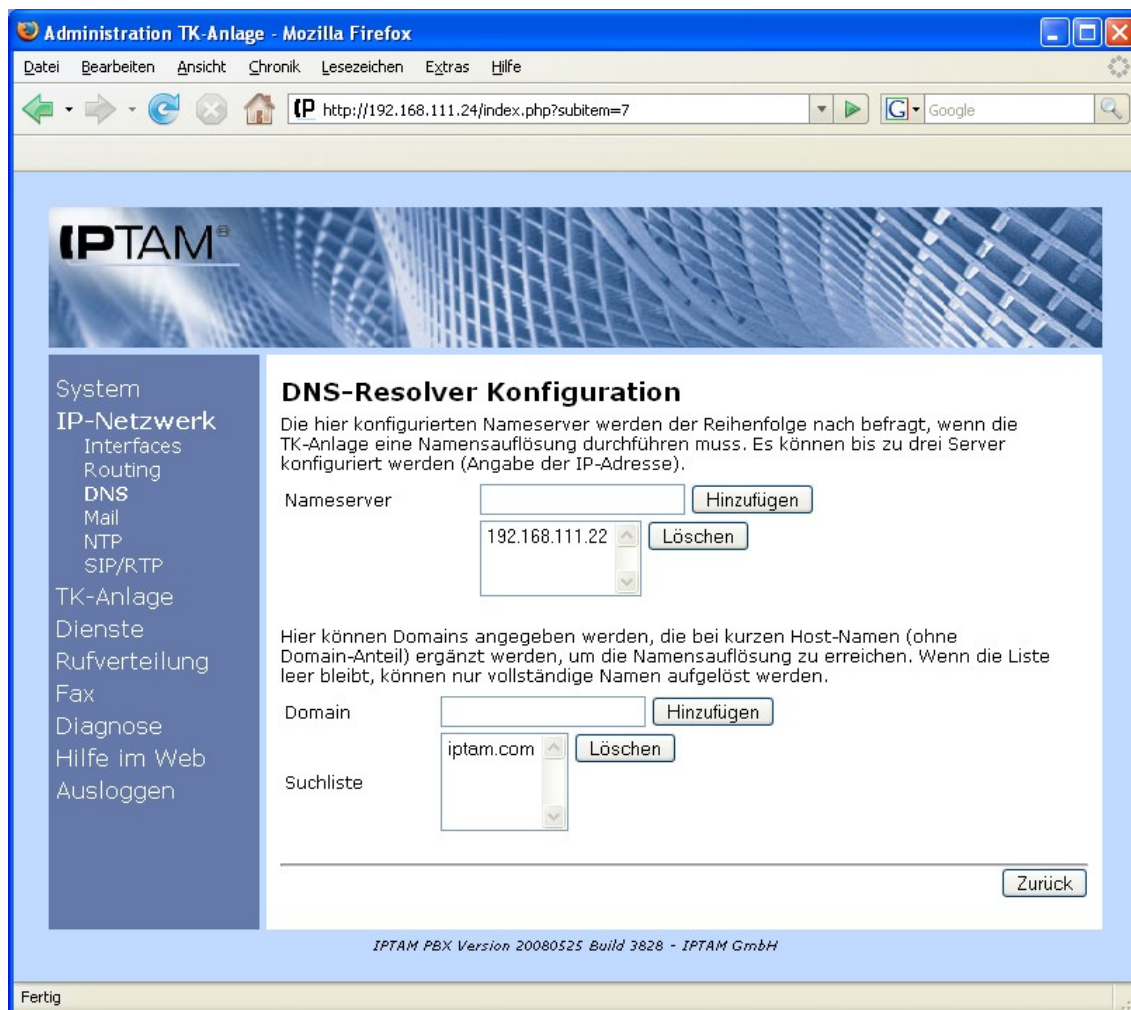 Administration TK-Anlage - Mozilla Firefox
Datei Bearbeiten Ansicht Chronik Lesezeichen Extras Hilfe
http://192.168.111.24/index.php?subitem=7
G Google
IPTAM®
System
IP-Netzwerk
Interfaces
Routing
DNS
Mail
NTP
SIP/RTP
TK-Anlage
Dienste
Rufverteilung
Fax
Diagnose
Hilfe im Web
Ausloggen
DNS-Resolver Konfiguration
Die hier konfigurierten Nameserver werden der Reihenfolge nach befragt, wenn die
TK-Anlage eine Namensauflösung durchführen muss. Es können bis zu drei Server
konfiguriert werden (Angabe der IP-Adresse).
Nameserver Hinzufügen
192.168.111.22 Löschen
Hier können Domains angegeben werden, die bei kurzen Host-Namen (ohne
Domain-Anteil) ergänzt werden, um die Namensauflösung zu erreichen. Wenn die Liste
leer bleibt, können nur vollständige Namen aufgelöst werden.
Domain Hinzufügen
iptam.com Löschen
Suchliste
Zurück
IPTAM PBX Version 20080525 Build 3828 - IPTAM GmbH
Fertig